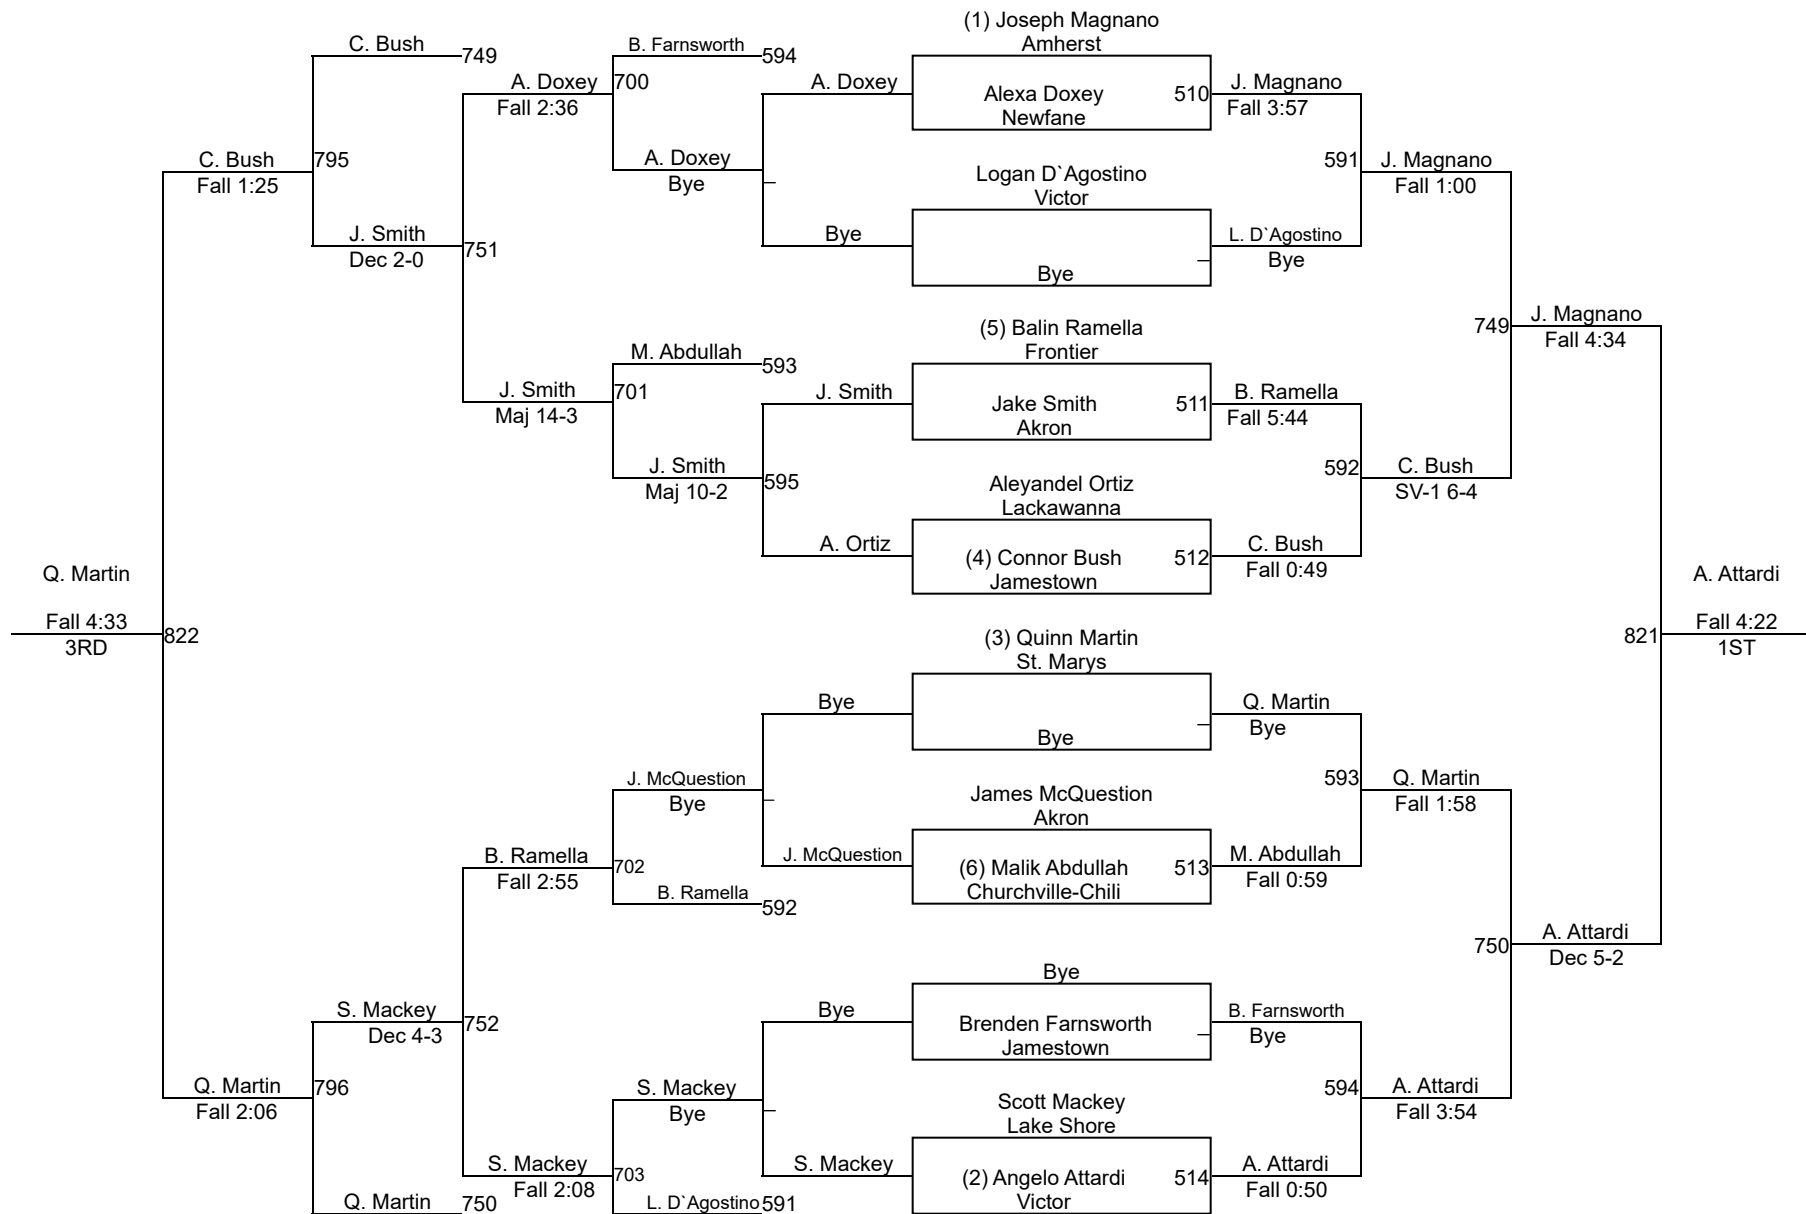 (1) Joseph Magnano
Amherst
C. Bush
749
B. Farnsworth
594
A. Doxey
Fall 2:36
700
A. Doxey
Alexa Doxey
Newfane
510
J. Magnano
Fall 3:57
C. Bush
Fall 1:25
795
A. Doxey
Bye
_
Logan D`Agostino
Victor
591
J. Magnano
Fall 1:00
J. Smith
Dec 2-0
751
Bye
Bye
_
L. D`Agostino
Bye
(5) Balin Ramella
Frontier
749
J. Magnano
Fall 4:34
M. Abdullah
593
J. Smith
Maj 14-3
701
J. Smith
Jake Smith
Akron
511
B. Ramella
Fall 5:44
J. Smith
Maj 10-2
595
Aleyandel Ortiz
Lackawanna
592
C. Bush
SV-1 6-4
A. Ortiz
(4) Connor Bush
Jamestown
512
C. Bush
Fall 0:49
Q. Martin
Fall 4:33
3RD
822
A. Attardi
Fall 4:22
1ST
821
(3) Quinn Martin
St. Marys
Bye
Bye
_
Q. Martin
Bye
J. McQuestion
Bye
_
James McQuestion
Akron
593
Q. Martin
Fall 1:58
B. Ramella
Fall 2:55
702
J. McQuestion
(6) Malik Abdullah
Churchville-Chili
513
M. Abdullah
Fall 0:59
B. Ramella
592
750
A. Attardi
Dec 5-2
Bye
S. Mackey
Dec 4-3
752
Bye
Brenden Farnsworth
Jamestown
_
B. Farnsworth
Bye
Q. Martin
Fall 2:06
796
S. Mackey
Bye
_
Scott Mackey
Lake Shore
594
A. Attardi
Fall 3:54
S. Mackey
Fall 2:08
703
S. Mackey
(2) Angelo Attardi
Victor
514
A. Attardi
Fall 0:50
Q. Martin
750
L. D`Agostino
591